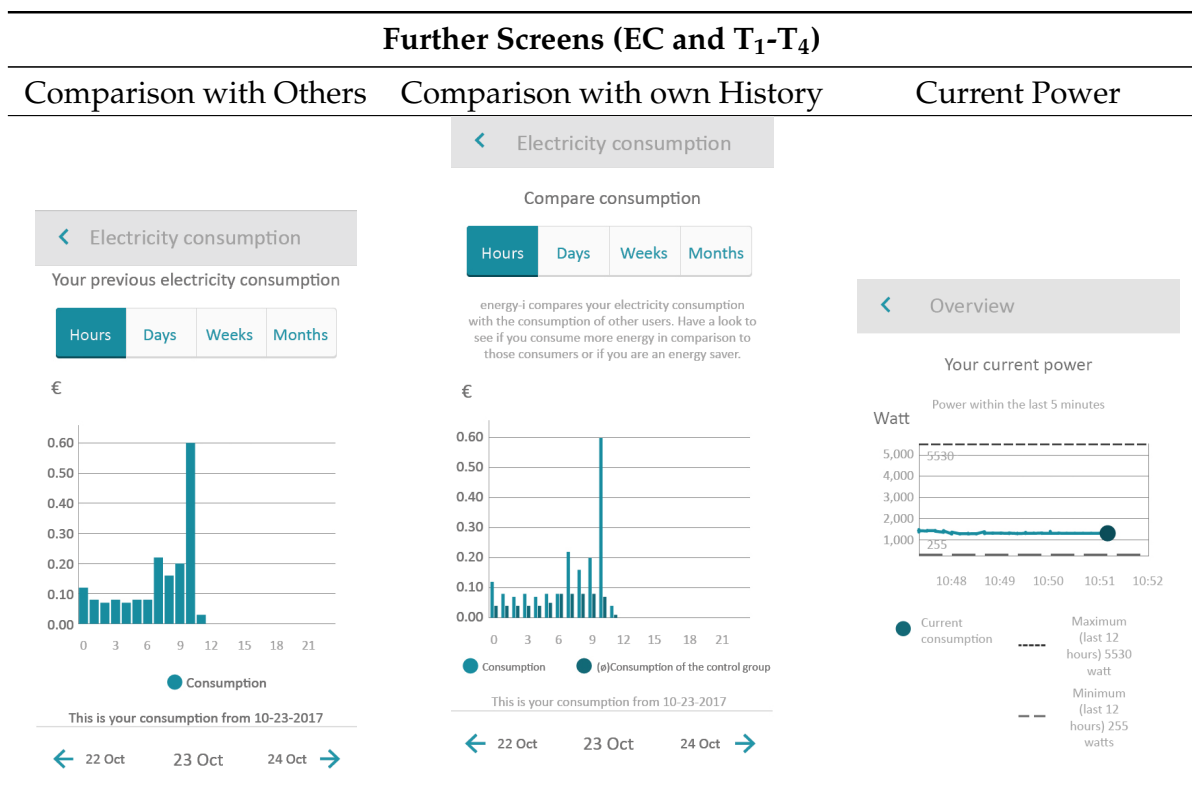 Further Screens (EC and T1-T4)
Comparison with Others
Comparison with own History
Current Power
Electricity consumption
Your previous electricity consumption
Hours Days Weeks Months
€
0.60
0.50
0.40
0.30
0.20
0.10
0.00
0 3 6 9 12 15 18 21
Consumption
This is your consumption from 10-23-2017
22 Oct 23 Oct 24 Oct
Electricity consumption
Compare consumption
Hours Days Weeks Months
energy-i compares your electricity consumption
with the consumption of other users. Have a look to
see if you consume more energy in comparison to
those consumers or if you are an energy saver.
€
0.60
0.50
0.40
0.30
0.20
0.10
0.00
0 3 6 9 12 15 18 21
Consumption (ø)Consumption of the control group
This is your consumption from 10-23-2017
22 Oct 23 Oct 24 Oct
Overview
Your current power
Power within the last 5 minutes
Watt
5,000
5530
4,000
3,000
2,000
1,000
255
10:48 10:49 10:50 10:51 10:52
Current
consumption
Maximum
(last 12
hours) 5530
watt
Minimum
(last 12
hours) 255
watts